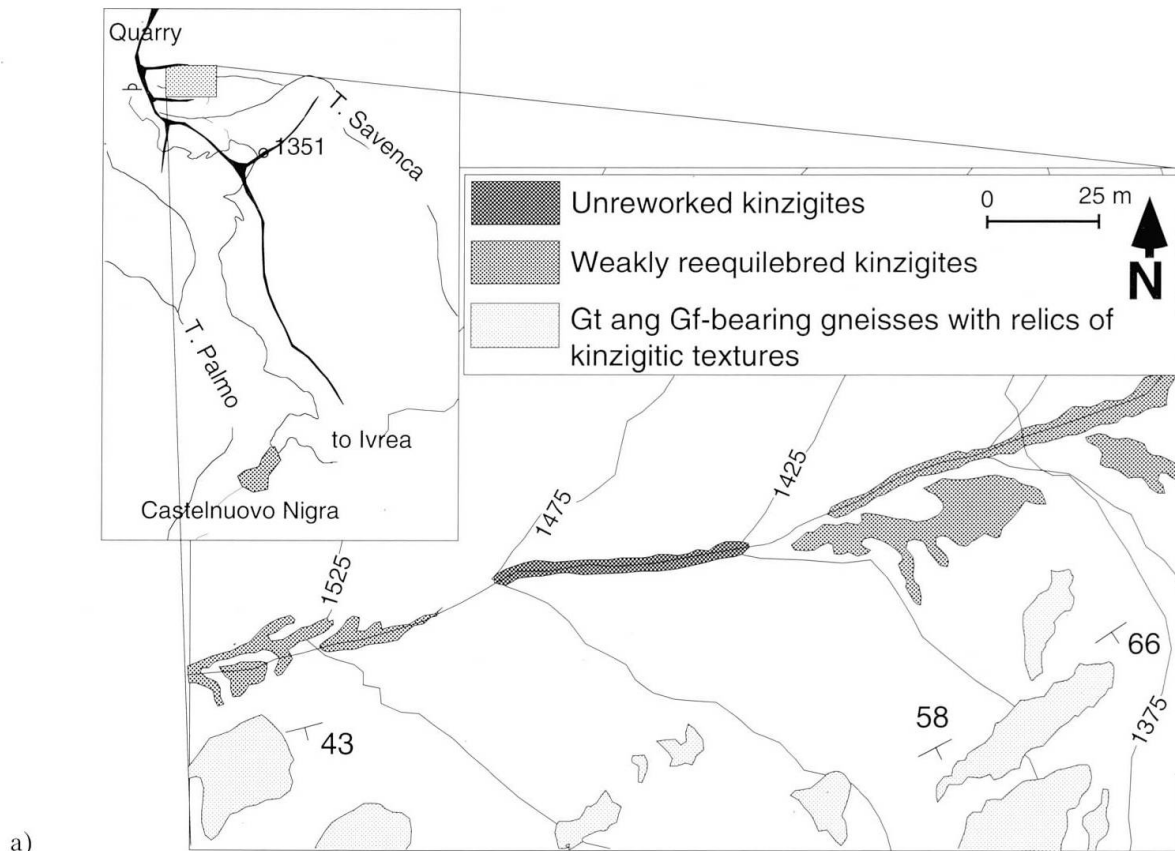 Quarry
1351
T. Savenca
T. Palmo
to Ivrea
Castelnuovo Nigra
Unreworked kinzigites
Weakly reequilebred kinzigites
Gt ang Gf-bearing gneisses with relics of
kinzigitic textures
0 25 m
N
1425
1475
1525
66
58
1375
43
a)